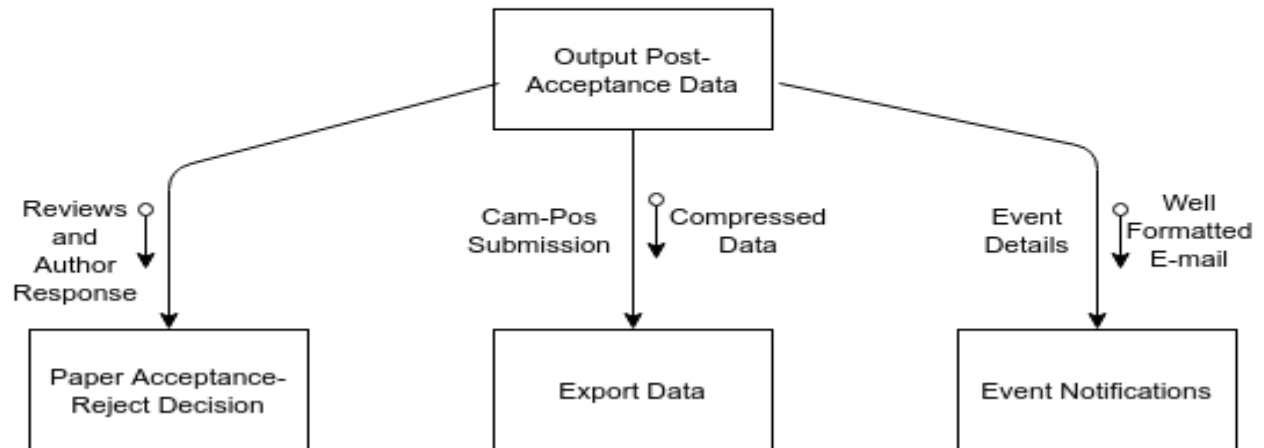 Output Post-
Acceptance Data
Reviews
and
Author
Response
Cam-Pos
Submission
Compressed
Data
Event
Details
Well
Formatted
E-mail
Paper Acceptance-
Reject Decision
Export Data
Event Notifications